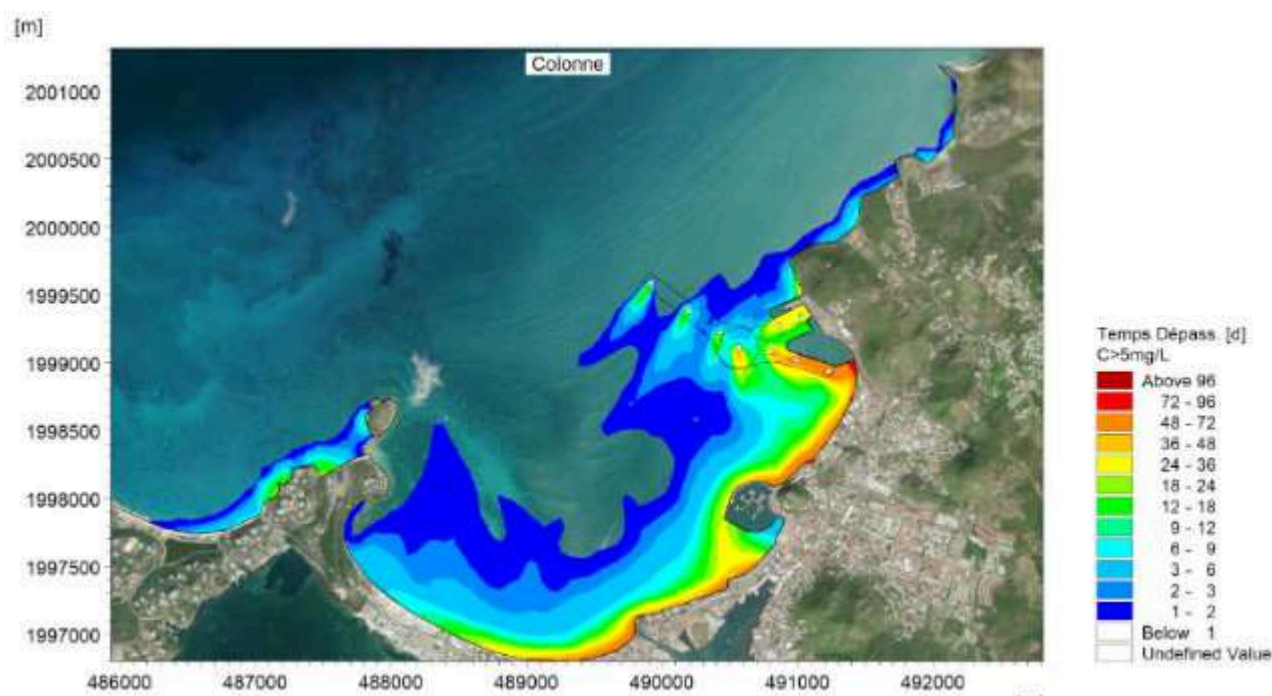 [m]
Colonne
2001000
2000500
2000000
1999500
1999000
1998500
1998000
1997500
1997000
486000 487000 488000 489000 490000 491000 492000
Temps Dépass. [d]
C>5mg/L
Above 96
72 - 96
48 - 72
36 - 48
24 - 36
18 - 24
12 - 18
9 - 12
6 - 9
3 - 6
2 - 3
1 - 2
Below 1
Undefined Value